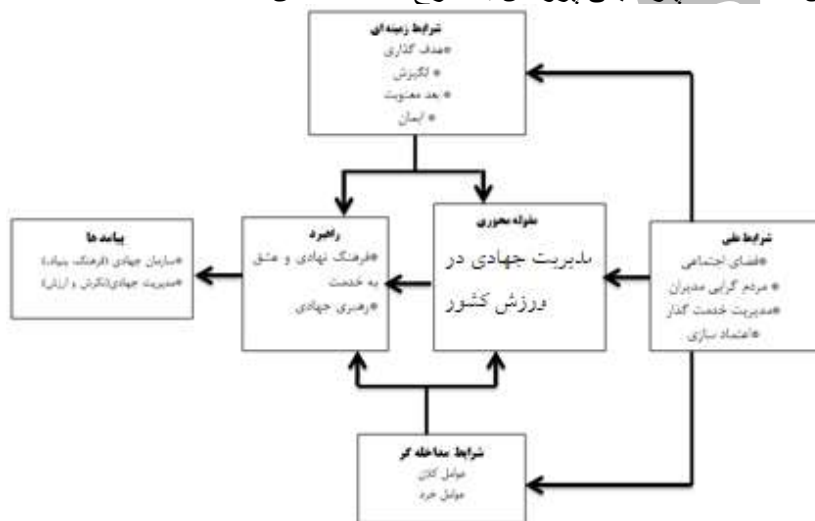 شرایط زمینه ای
*هدف گذاری
* انگیزش
* بعد معنویت
* ایمان
پیامدها
*سازمان جهادی (فرهنگ، بنیاد)
*مدیریت جهادی(نگرش و ارزش)
راهبرد
*فرهنگ نهادی و عشق
به خدمت
*رهبری جهادی
مقوله محوری
مدیریت جهادی در
ورزش کشور
شرایط علی
*فضای اجتماعی
* مردم گرایی مدیران
*مدیریت خدمت گذار
*اعتماد سازی
شرایط مداخله گر
عوامل کلان
عوامل خرد